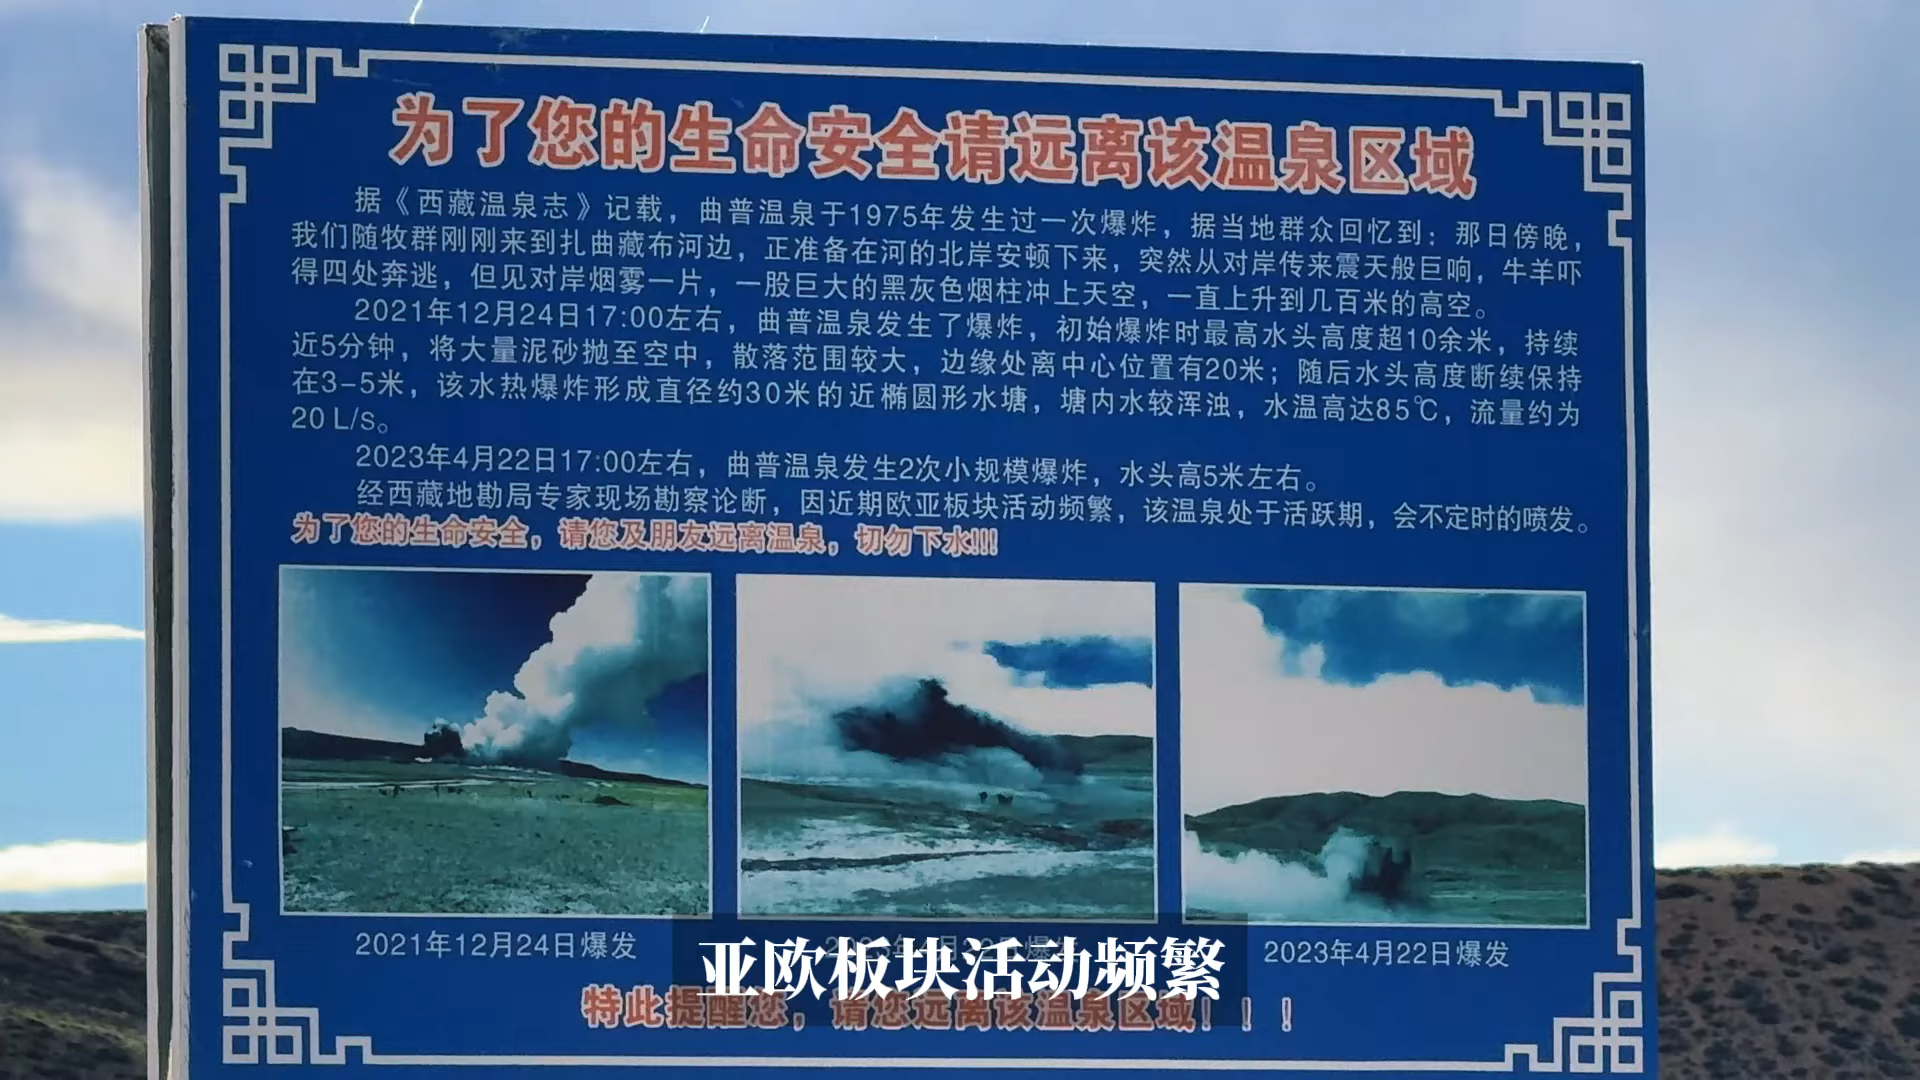 为了您的生命安全请远离该温泉区域
据《西藏温泉志》记载，曲普温泉于1975年发生过一次爆炸，据当地群众回忆到：那日傍晚，
我们随牧群刚刚来到扎曲藏布河边，正准备在河的北岸安顿下来，突然从对岸传来震天般巨响，牛羊吓
得四处奔逃，但见对岸烟雾一片，一股巨大的黑灰色烟柱冲上天空，一直上升到几百米的高空。
2021年12月24日17:00左右，曲普温泉发生了爆炸，初始爆炸时最高水头高度超10余米，持续
近5分钟，将大量泥砂抛至空中，散落范围较大，边缘处离中心位置有20米；随后水头高度断续保持
在3-5米，该水热爆炸形成直径约30米的近椭圆形水塘，塘内水较浑浊，水温高达85℃，流量约为
20 L/s。
2023年4月22日17:00左右，曲普温泉发生2次小规模爆炸，水头高5米左右。
经西藏地勘局专家现场勘察论断，因近期欧亚板块活动频繁，该温泉处于活跃期，会不定时的喷发。
为了您的生命安全，请您及朋友远离温泉，切勿下水!!!
2021年12月24日爆发
2023年4月22日爆发
亚欧板块活动频繁
特此提醒您，请您远离该温泉区域！！！